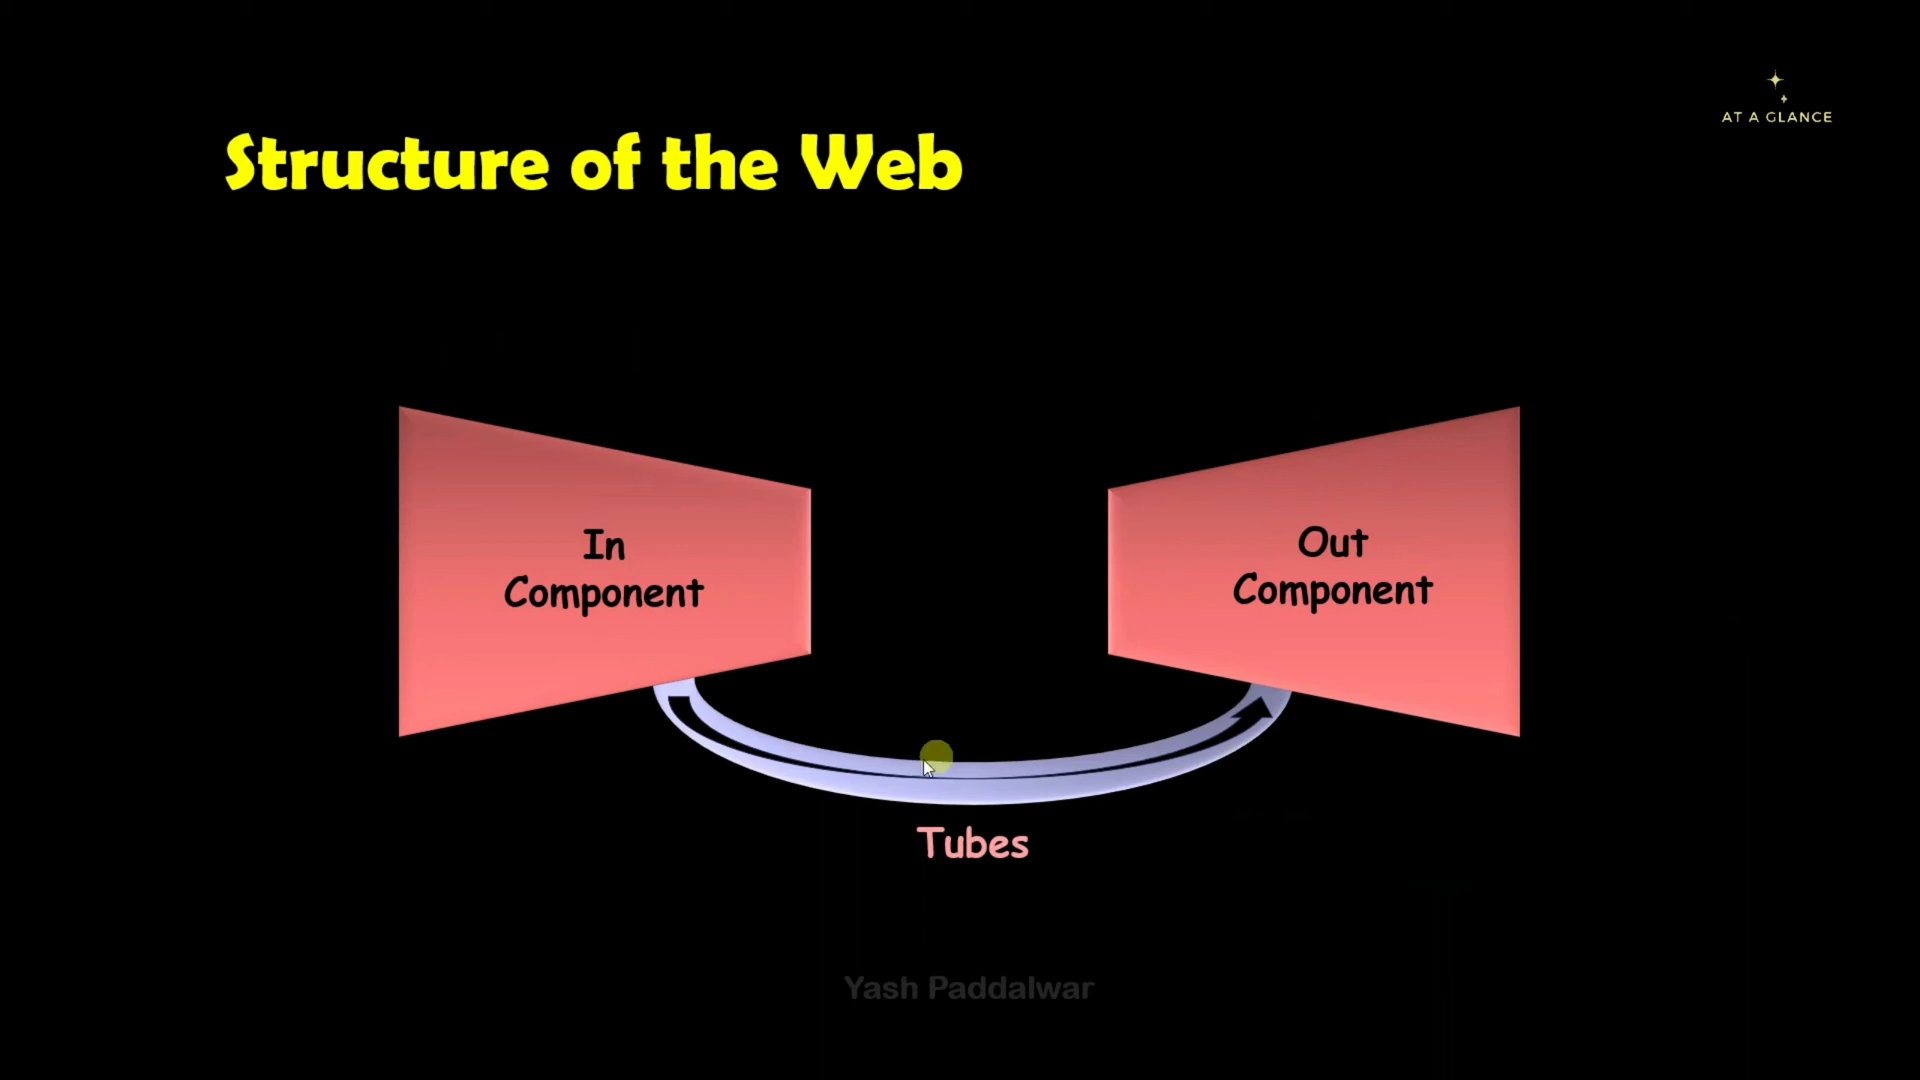 AT A GLANCE
Structure of the Web
In
Component
Out
Component
Tubes
Yash Paddalwar